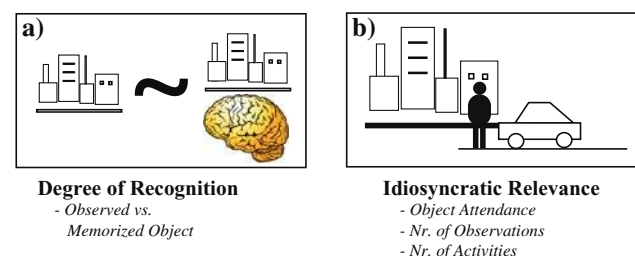 a)
Degree of Recognition
- Observed vs.
Memorized Object
b)
Idiosyncratic Relevance
- Object Attendance
- Nr. of Observations
- Nr. of Activities